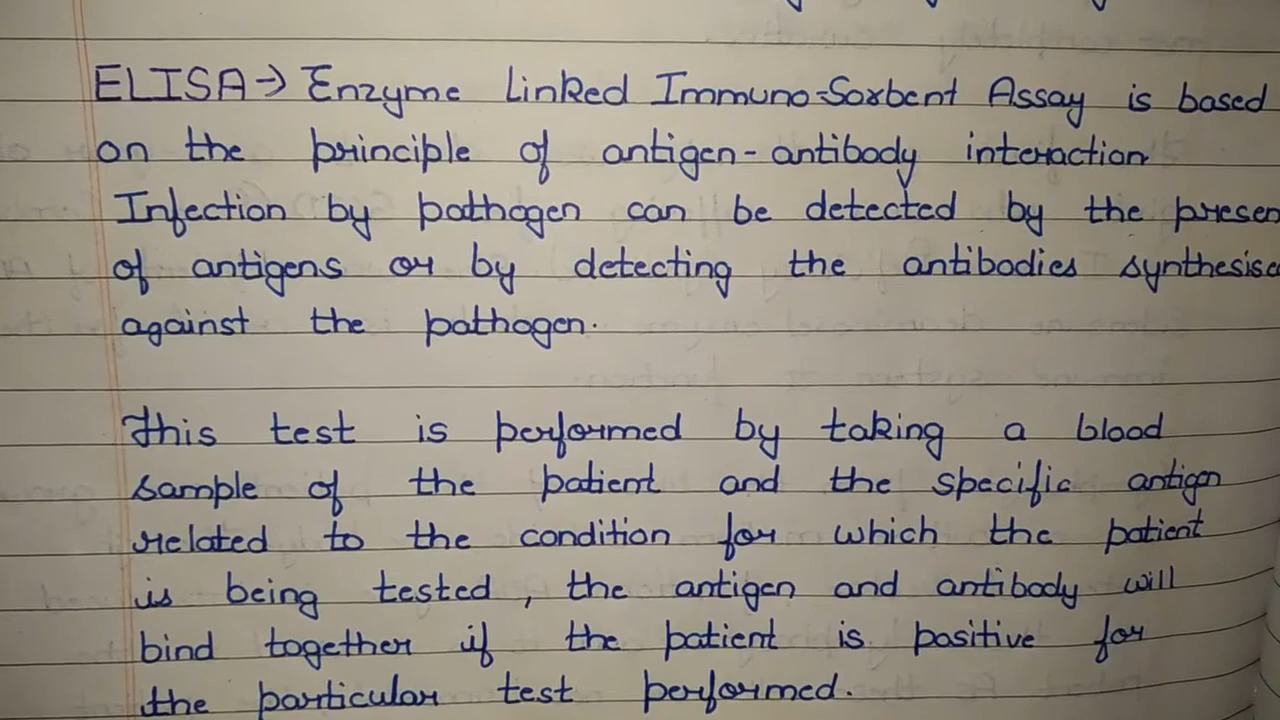 ELISA → Enzyme Linked Immuno-Sorbent Assay is based
on the principle of antigen-antibody interaction
Infection by pathogen can be detected by the presen
of antigens or by detecting the antibodies synthesise
against the pathogen.
This test is performed by taking a blood
sample of the patient and the specific antigen
related to the condition for which the patient
is being tested, the antigen and antibody will
bind together if the patient is positive for
the particular test performed.